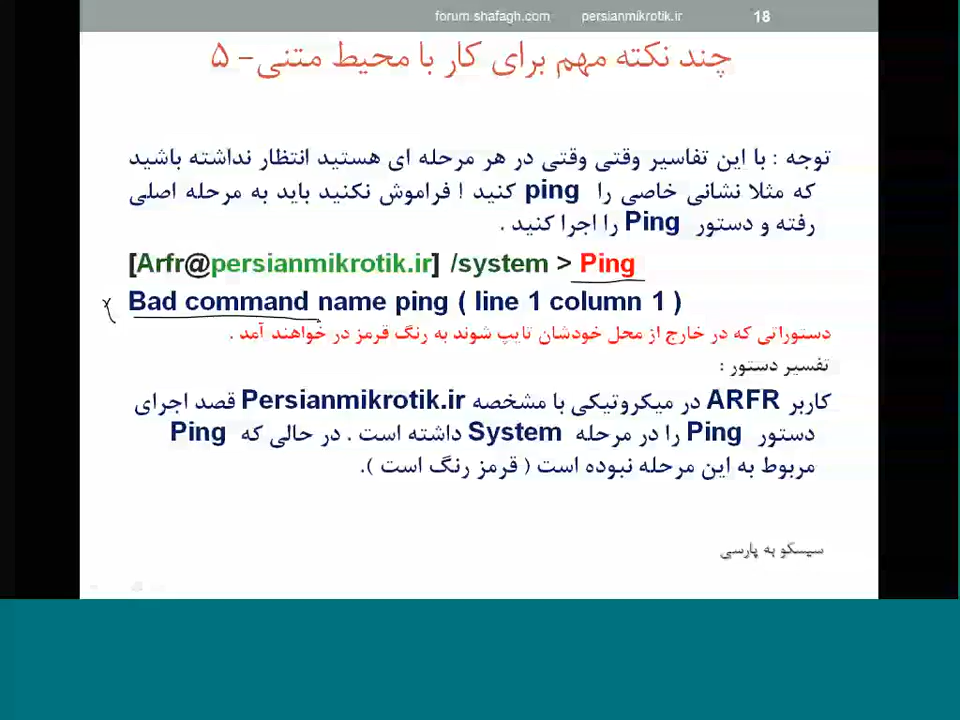 forum.shafagh.com persianmikrotik.ir 18
چند نکته مهم برای کار با محیط متنی- ۵
توجه : با این تفاسیر وقتی وقتی در هر مرحله ای هستید انتظار نداشته باشید
که مثلا نشانی خاصی را ping کنید ! فراموش نکنید باید به مرحله اصلی
رفته و دستور Ping را اجرا کنید .
[Arfr@persianmikrotik.ir] /system > Ping
Bad command name ping ( line 1 column 1 )
دستوراتی که در خارج از محل خودشان تایپ شوند به رنگ قرمز در خواهند آمد .
تفسیر دستور :
کاربر ARFR در میکروتیکی با مشخصه Persianmikrotik.ir قصد اجرای
دستور Ping را در مرحله System داشته است . در حالی که Ping
مربوط به این مرحله نبوده است ( قرمز رنگ است ).
سیسکو به پارسی